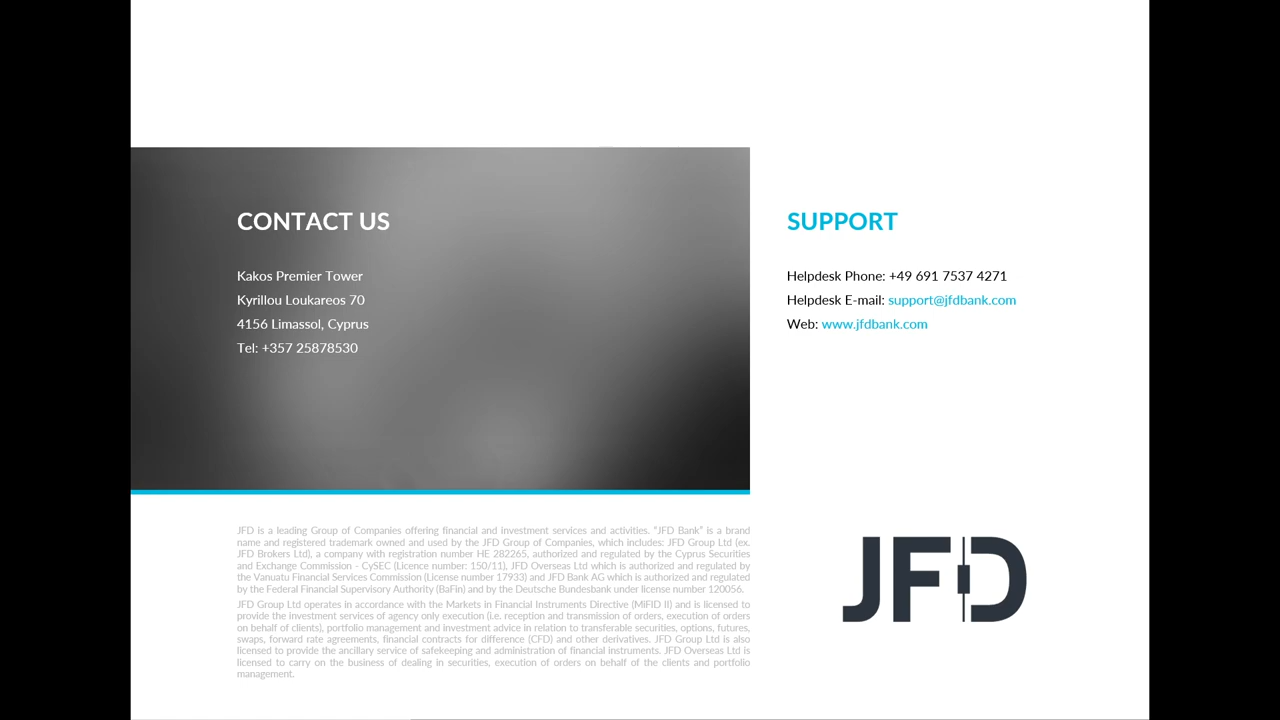 CONTACT US
Kakos Premier Tower
Kyrillou Loukareos 70
4156 Limassol, Cyprus
Tel: +357 25878530
SUPPORT
Helpdesk Phone: +49 691 7537 4271
Helpdesk E-mail: support@jfdbank.com
Web: www.jfdbank.com
JFD is a leading Group of Companies offering financial and investment services and activities. "JFD Bank" is a brand
name and registered trademark owned and used by the JFD Group of Companies, which includes: JFD Group Ltd (ex.
JFD Brokers Ltd), a company with registration number HE 282265, authorized and regulated by the Cyprus Securities
and Exchange Commission - CySEC (Licence number: 150/11), JFD Overseas Ltd which is authorized and regulated by
the Vanuatu Financial Services Commission (License number 17933) and JFD Bank AG which is authorized and regulated
by the Federal Financial Supervisory Authority (BaFin) and by the Deutsche Bundesbank under license number 120056.
JFD Group Ltd operates in accordance with the Markets in Financial Instruments Directive (MiFID II) and is licensed to
provide the investment services of agency only execution (i.e. reception and transmission of orders, execution of orders
on behalf of clients), portfolio management and investment advice in relation to transferable securities, options, futures,
swaps, forward rate agreements, financial contracts for difference (CFD) and other derivatives. JFD Group Ltd is also
licensed to provide the ancillary service of safekeeping and administration of financial instruments. JFD Overseas Ltd is
licensed to carry on the business of dealing in securities, execution of orders on behalf of the clients and portfolio
management.
JFD